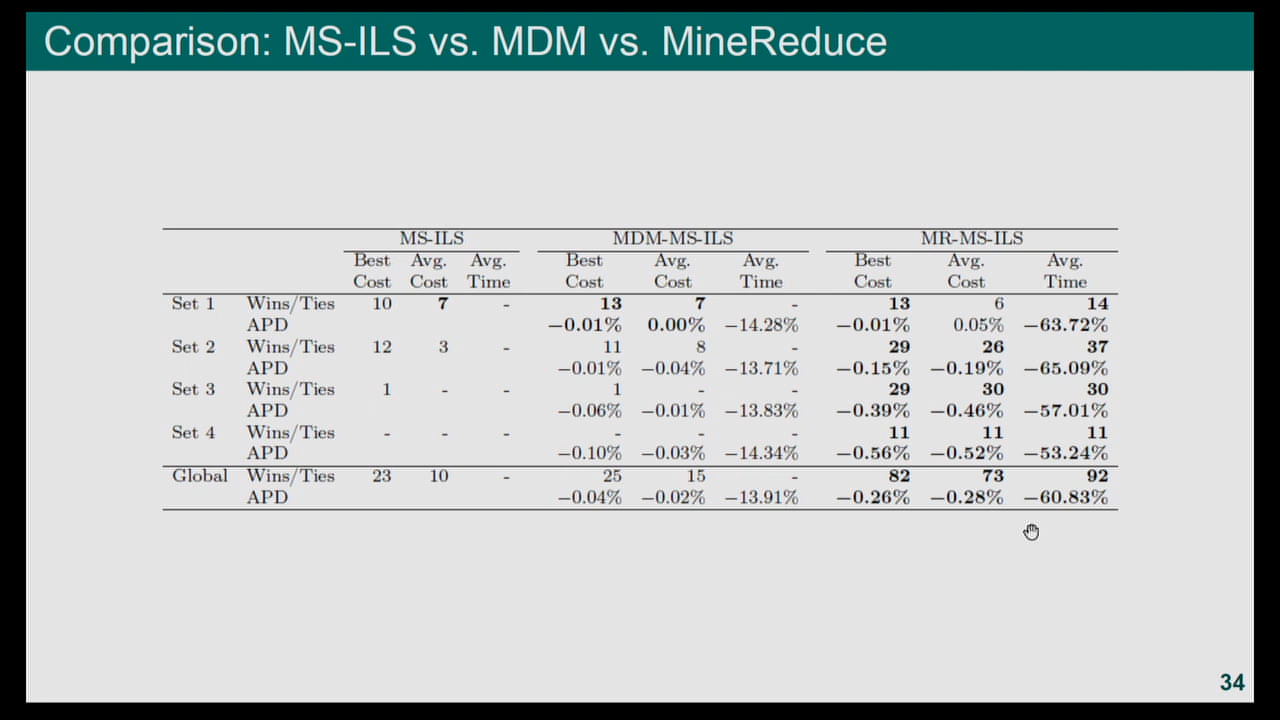 Comparison: MS-ILS vs. MDM vs. MineReduce
MS-ILS MDM-MS-ILS MR-MS-ILS
Best Avg. Avg. Best Avg. Avg. Best Avg. Avg.
Cost Cost Time Cost Cost Time Cost Cost Time
Set 1 Wins/Ties 10 7 - 13 7 - 13 6 14
APD −0.01% 0.00% −14.28% −0.01% 0.05% −63.72%
Set 2 Wins/Ties 12 3 - 11 8 - 29 26 37
APD −0.01% −0.04% −13.71% −0.15% −0.19% −65.09%
Set 3 Wins/Ties 1 - - 1 - - 29 30 30
APD −0.06% −0.01% −13.83% −0.39% −0.46% −57.01%
Set 4 Wins/Ties - - - - - - 11 11 11
APD −0.10% −0.03% −14.34% −0.56% −0.52% −53.24%
Global Wins/Ties 23 10 - 25 15 - 82 73 92
APD −0.04% −0.02% −13.91% −0.26% −0.28% −60.83%
34